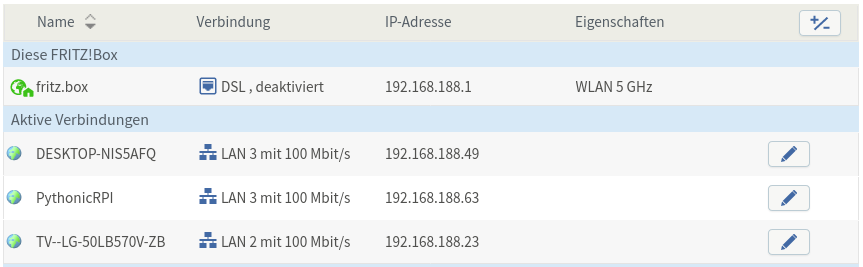 Name Verbindung IP-Adresse Eigenschaften +/-
Diese FRITZ!Box
fritz.box DSL , deaktiviert 192.168.188.1 WLAN 5 GHz
Aktive Verbindungen
DESKTOP-NIS5AFQ LAN 3 mit 100 Mbit/s 192.168.188.49
PythonicRPI LAN 3 mit 100 Mbit/s 192.168.188.63
TV--LG-50LB570V-ZB LAN 2 mit 100 Mbit/s 192.168.188.23